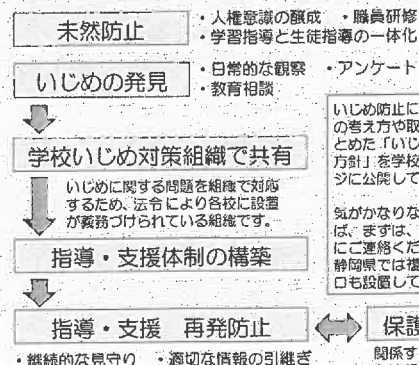 未然防止
・人権意識の醸成 ・職員研修
・学習指導と生徒指導の一体化
いじめの発見
・日常的な観察 ・アンケート
・教育相談
学校いじめ対策組織で共有
いじめに関する問題を組織で対応
するため、法令により各校に設置
が義務づけられている組織です。
指導・支援体制の構築
指導・支援 再発防止
・継続的な見守り ・適切な情報の引継ぎ
いじめ防止に
の考え方や取
とめた「いじ
方針」を学校
ジに公開して
気がかりなな
ば、まずは、
にご連絡くだ
静岡県では複
口も設置して
保護
関係す